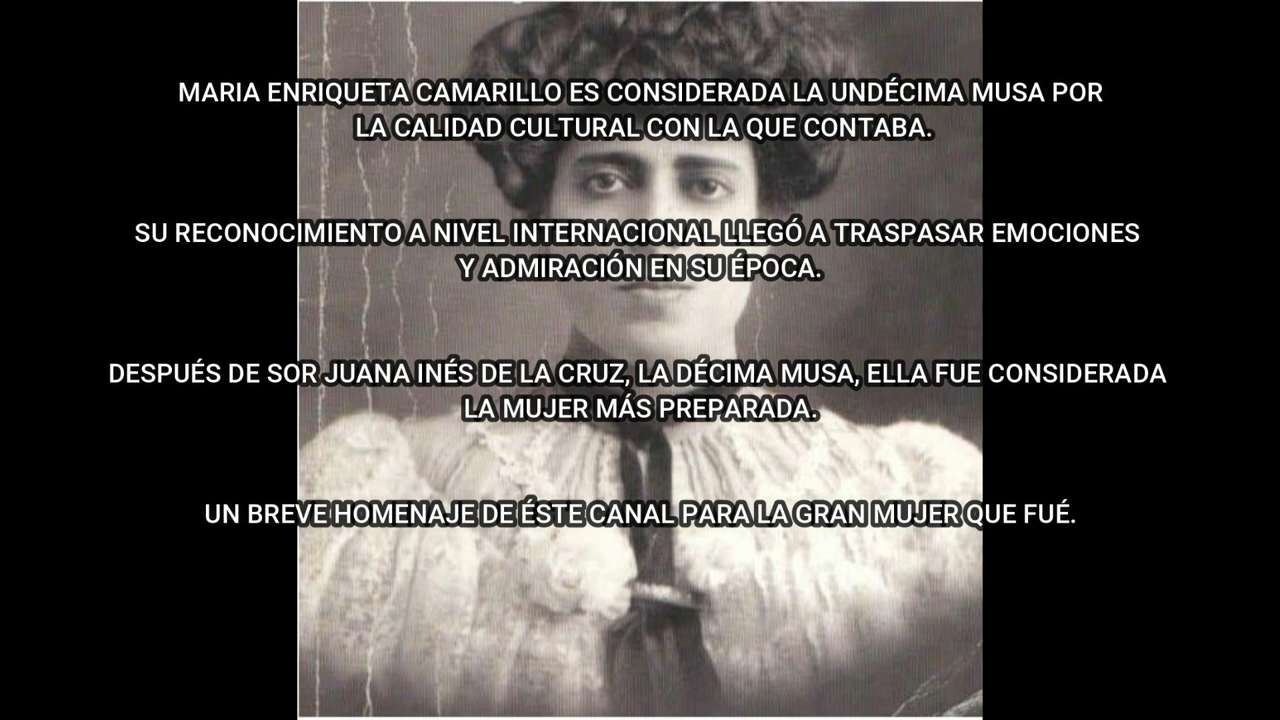 MARIA ENRIQUETA CAMARILLO ES CONSIDERADA LA UNDÉCIMA MUSA POR
LA CALIDAD CULTURAL CON LA QUE CONTABA.
SU RECONOCIMIENTO A NIVEL INTERNACIONAL LLEGÓ A TRASPASAR EMOCIONES
Y ADMIRACIÓN EN SU ÉPOCA.
DESPUÉS DE SOR JUANA INÉS DE LA CRUZ, LA DÉCIMA MUSA, ELLA FUE CONSIDERADA
LA MUJER MÁS PREPARADA.
UN BREVE HOMENAJE DE ÉSTE CANAL PARA LA GRAN MUJER QUE FUÉ.